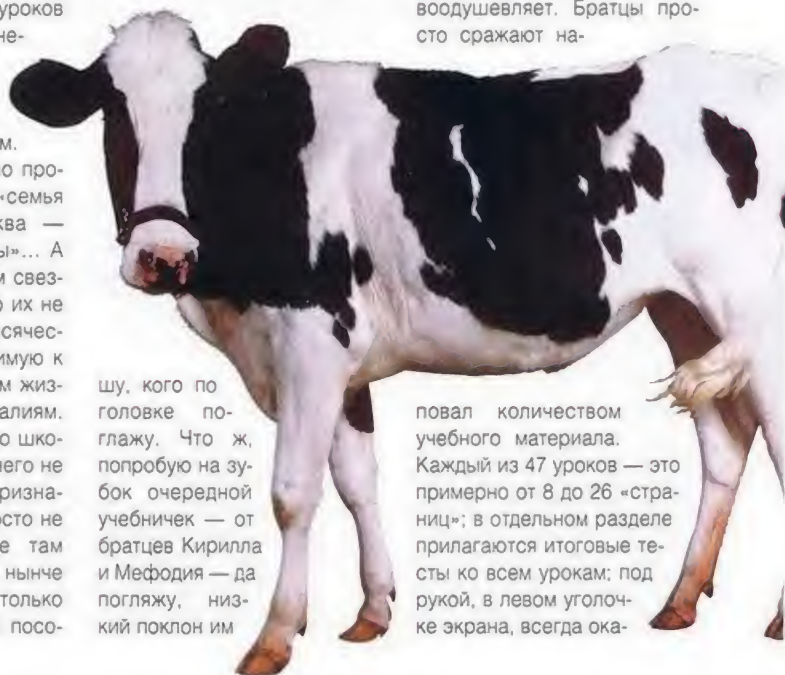 уроков
не-
м.
о про-
«семья
ква —
ы»... А
м свез-
о их не
сячес-
имую к
м жиз-
алиям.
о шко-
чего не
ризна-
осто не
е там
нынче
только
посо-
шу, кого по
головке по-
глажу. Что ж,
попробую на зу-
бок очередной
учебничек — от
братцев Кирилла
и Мефодия — да
погляжу, низ-
кий поклон им
воодушевляет. Братцы про-
сто сражают на-
повал количеством
учебного материала.
Каждый из 47 уроков — это
примерно от 8 до 26 «стра-
ниц»; в отдельном разделе
прилагаются итоговые те-
сты ко всем урокам; под
рукой, в левом уголоч-
ке экрана, всегда ока-